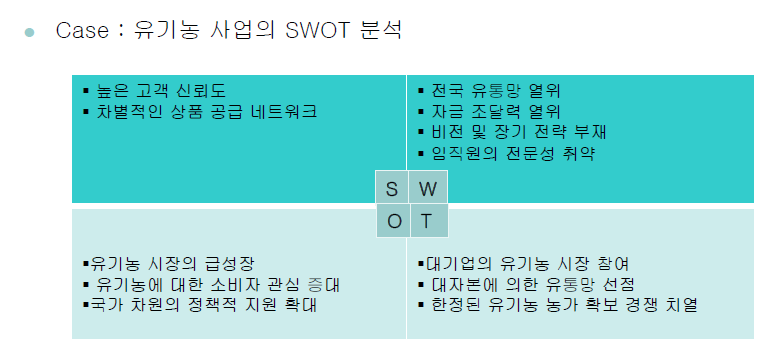 ● Case : 유기농 사업의 SWOT 분석
▪ 높은 고객 신뢰도
▪ 차별적인 상품 공급 네트워크
▪ 전국 유통망 열위
▪ 자금 조달력 열위
▪ 비전 및 장기 전략 부재
▪ 임직원의 전문성 취약
S W
O T
▪유기농 시장의 급성장
▪ 유기농에 대한 소비자 관심 증대
▪국가 차원의 정책적 지원 확대
▪대기업의 유기농 시장 참여
▪ 대자본에 의한 유통망 선점
▪ 한정된 유기농 농가 확보 경쟁 치열